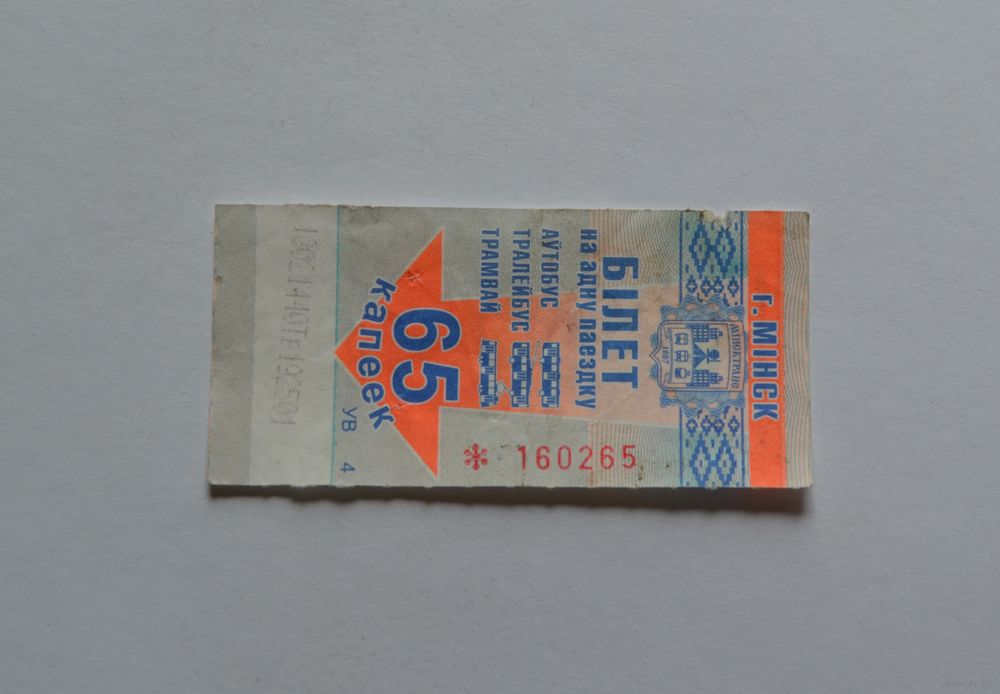 г. МІНСК
МІНСКТРАНС
БІЛЕТ
на адну паездку
АЎТОБУС
ТРАЛЕЙБУС
ТРАМВАЙ
65
капеек
УВ 4
160265